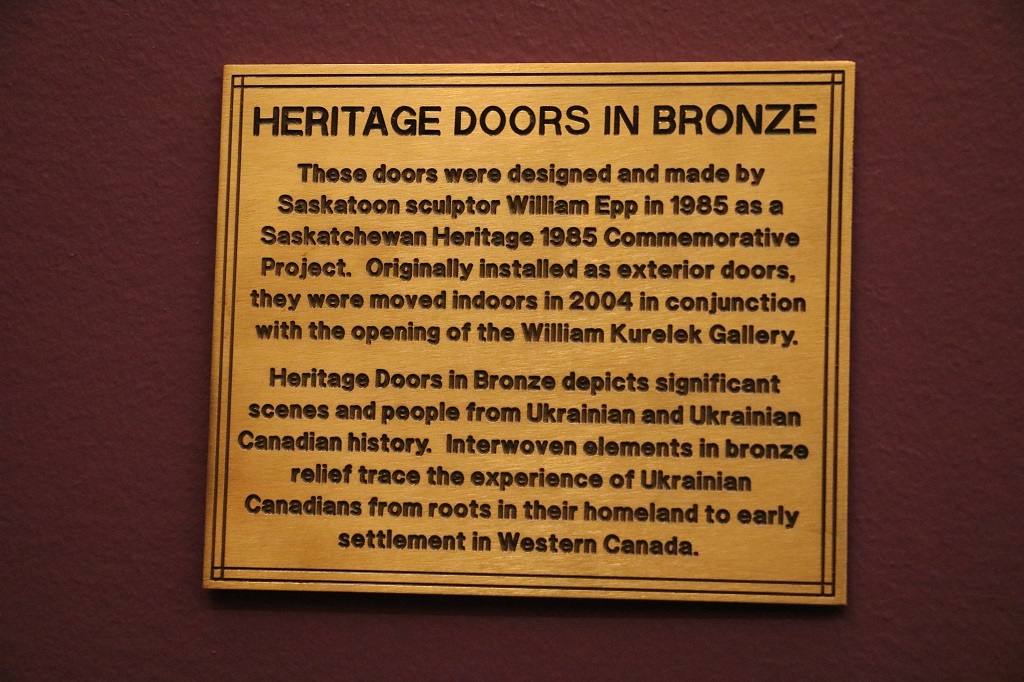 HERITAGE DOORS IN BRONZE
These doors were designed and made by
Saskatoon sculptor William Epp in 1985 as a
Saskatchewan Heritage 1985 Commemorative
Project.  Originally installed as exterior doors,
they were moved indoors in 2004 in conjunction
with the opening of the William Kurelek Gallery.
Heritage Doors in Bronze depicts significant
scenes and people from Ukrainian and Ukrainian
Canadian history.  Interwoven elements in bronze
relief trace the experience of Ukrainian
Canadians from roots in their homeland to early
settlement in Western Canada.